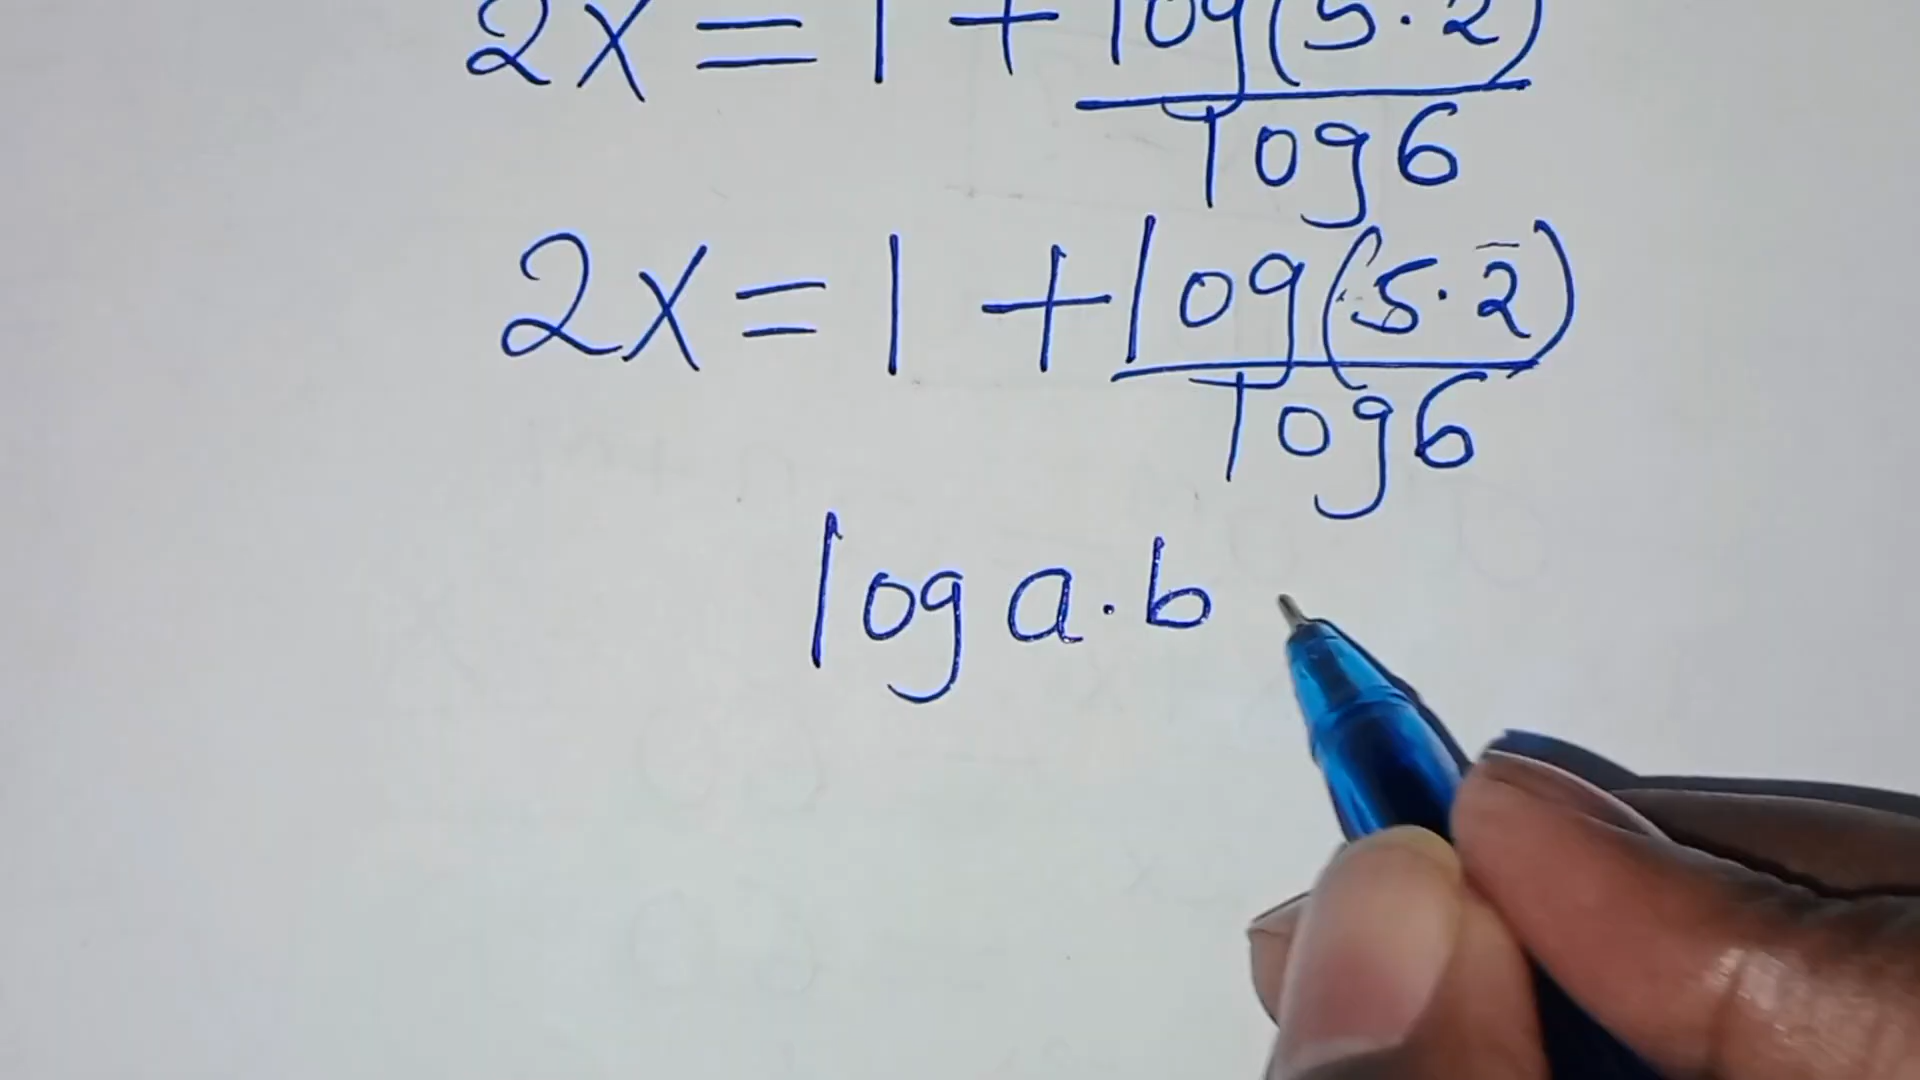 2x = 1 + log(5·2)
log6
2x = 1 + log(5·2)
log6
log a·b